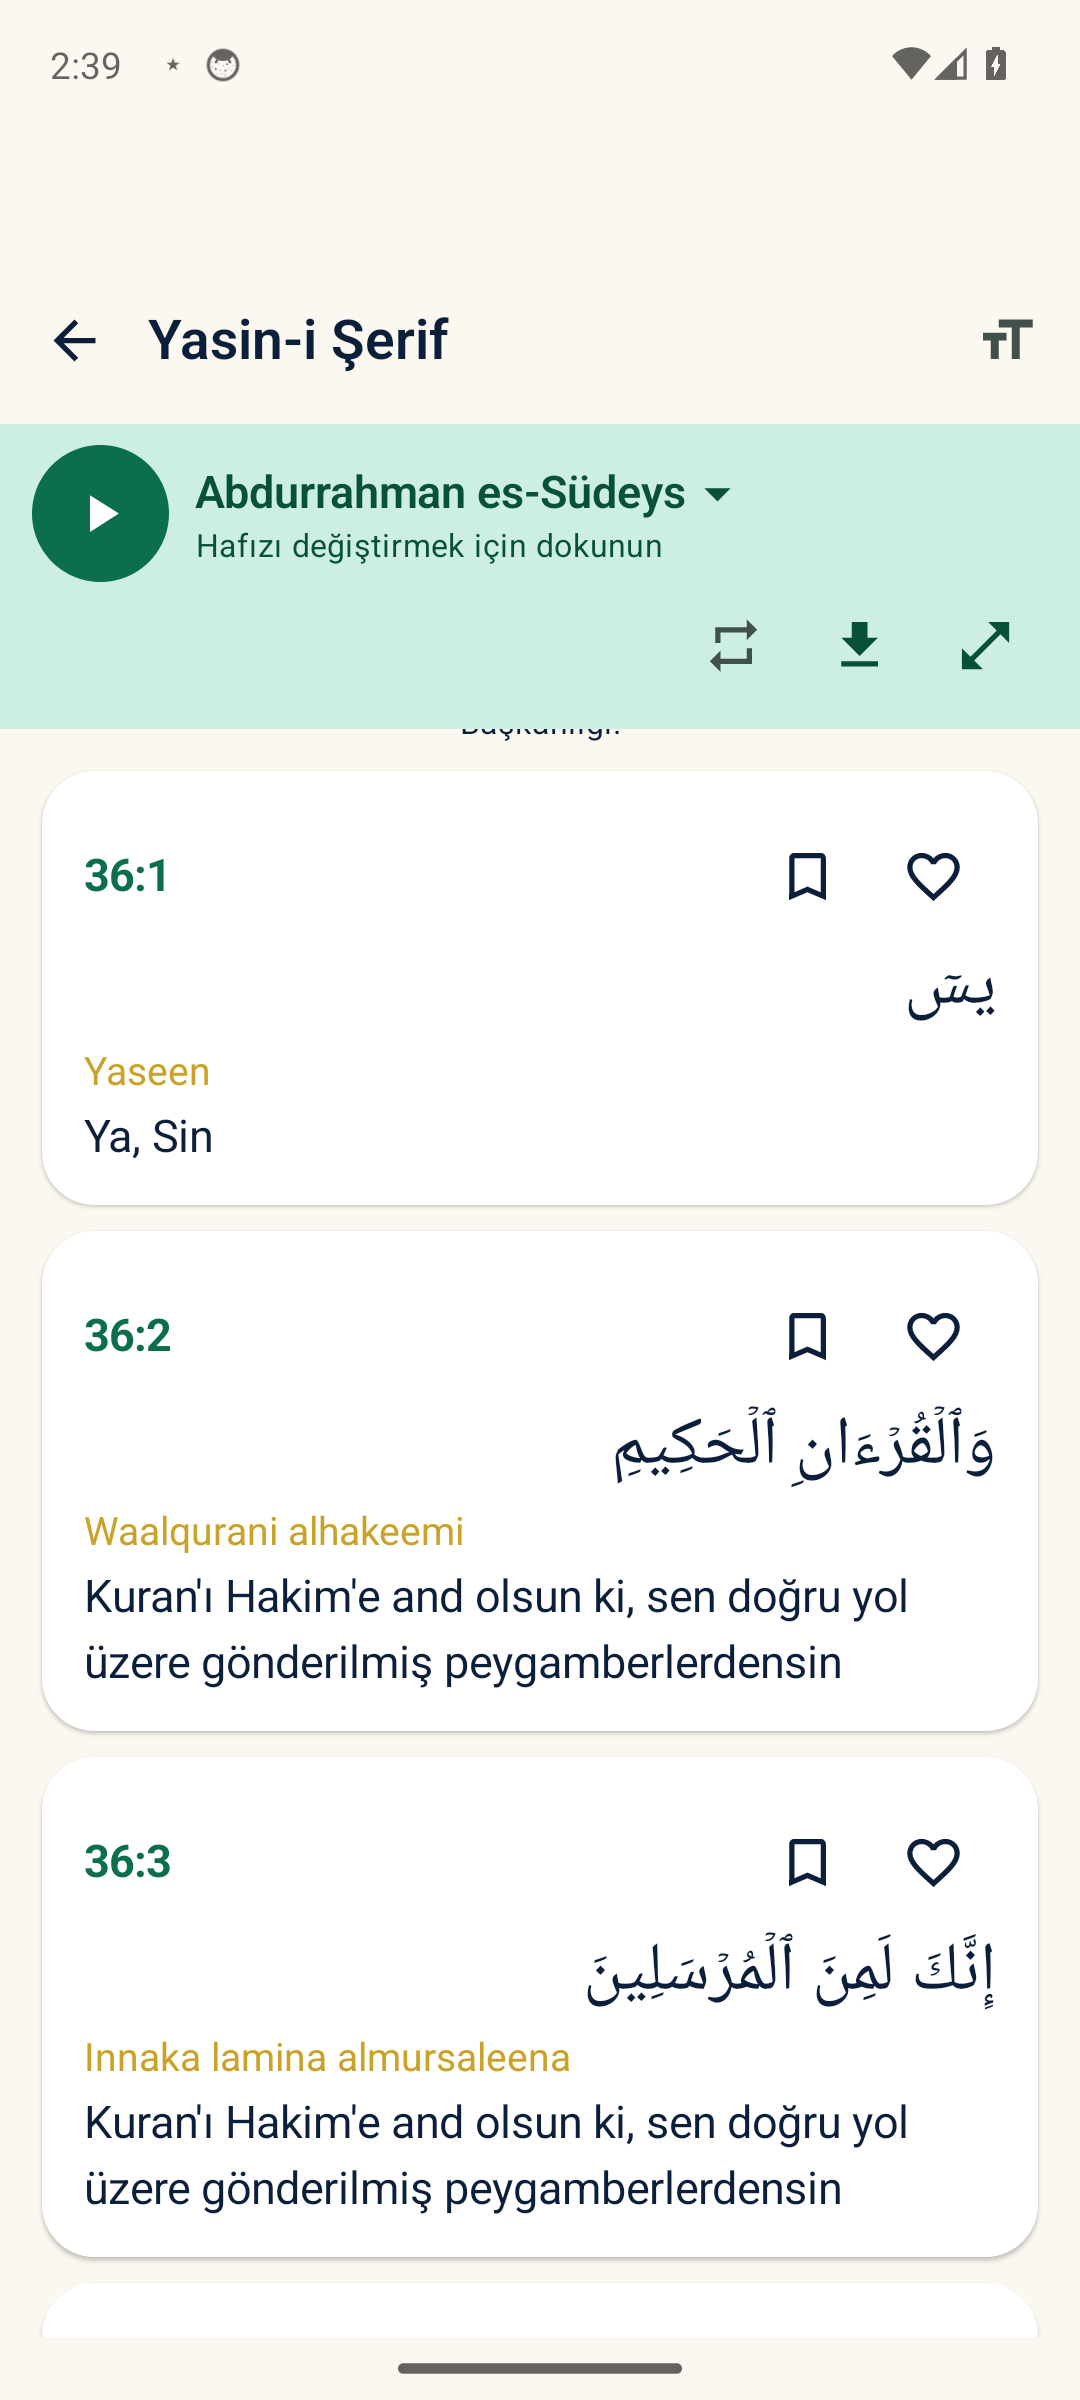 2:39
Yasin-i Şerif
Abdurrahman es-Südeys
Hafızı değiştirmek için dokunun
36:1
يسٓ
Yaseen
Ya, Sin
36:2
وَٱلْقُرْءَانِ ٱلْحَكِيمِ
Waalqurani alhakeemi
Kuran'ı Hakim'e and olsun ki, sen doğru yol
üzere gönderilmiş peygamberlerdensin
36:3
إِنَّكَ لَمِنَ ٱلْمُرْسَلِينَ
Innaka lamina almursaleena
Kuran'ı Hakim'e and olsun ki, sen doğru yol
üzere gönderilmiş peygamberlerdensin